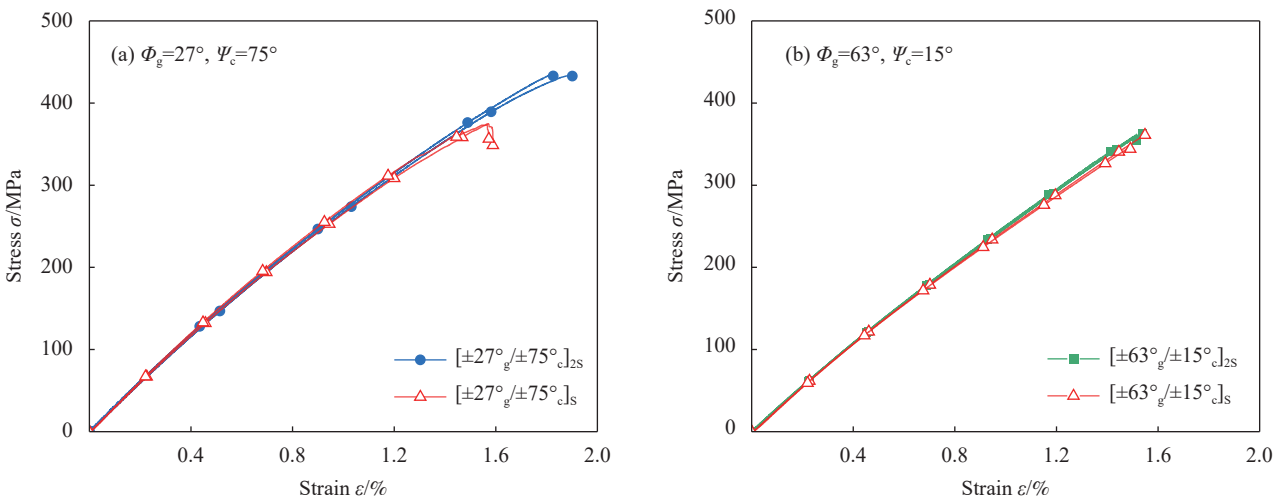 (a) Φg=27°, Ψc=75°
500
400
300
200
100
0
0.4 0.8 1.2 1.6 2.0
Stress σ/MPa
Strain ε/%
[±27°g/±75°c]2S
[±27°g/±75°c]S
(b) Φg=63°, Ψc=15°
500
400
300
200
100
0
0.4 0.8 1.2 1.6 2.0
Stress σ/MPa
Strain ε/%
[±63°g/±15°c]2S
[±63°g/±15°c]S